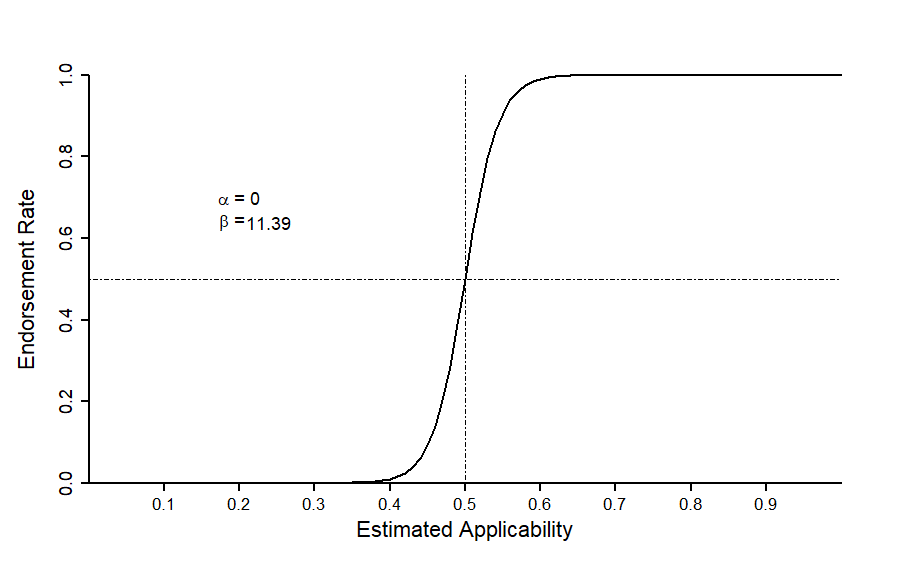 1.0
0.8
0.6
0.4
0.2
0.0
Endorsement Rate
α = 0
β =11.39
0.1 0.2 0.3 0.4 0.5 0.6 0.7 0.8 0.9
Estimated Applicability